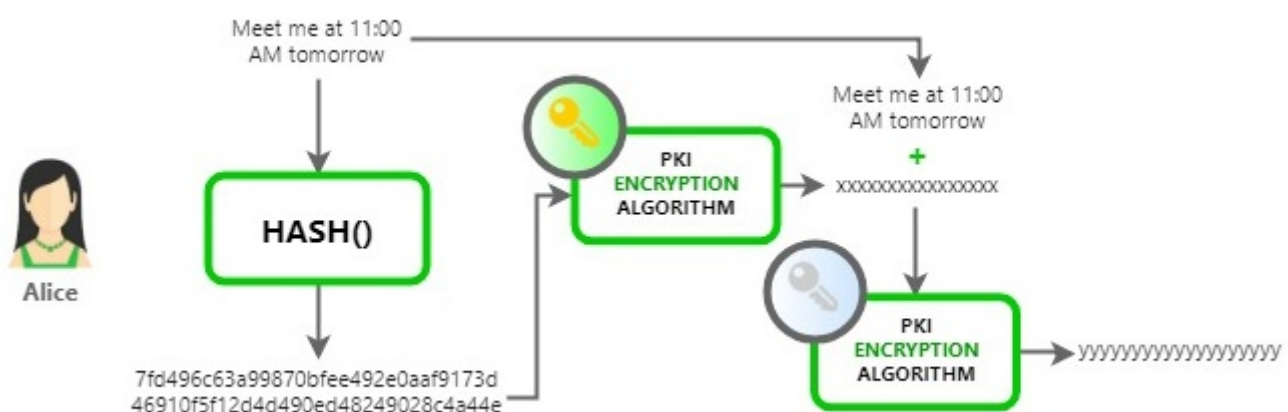 Meet me at 11:00
AM tomorrow
Meet me at 11:00
AM tomorrow
+
xxxxxxxxxxxxxxxx
PKI
ENCRYPTION
ALGORITHM
HASH()
Alice
PKI
ENCRYPTION
ALGORITHM
yyyyyyyyyyyyyyyyyyy
7fd496c63a99870bfee492e0aaf9173d
46910f5f12d4d490ed48249028c4a44e